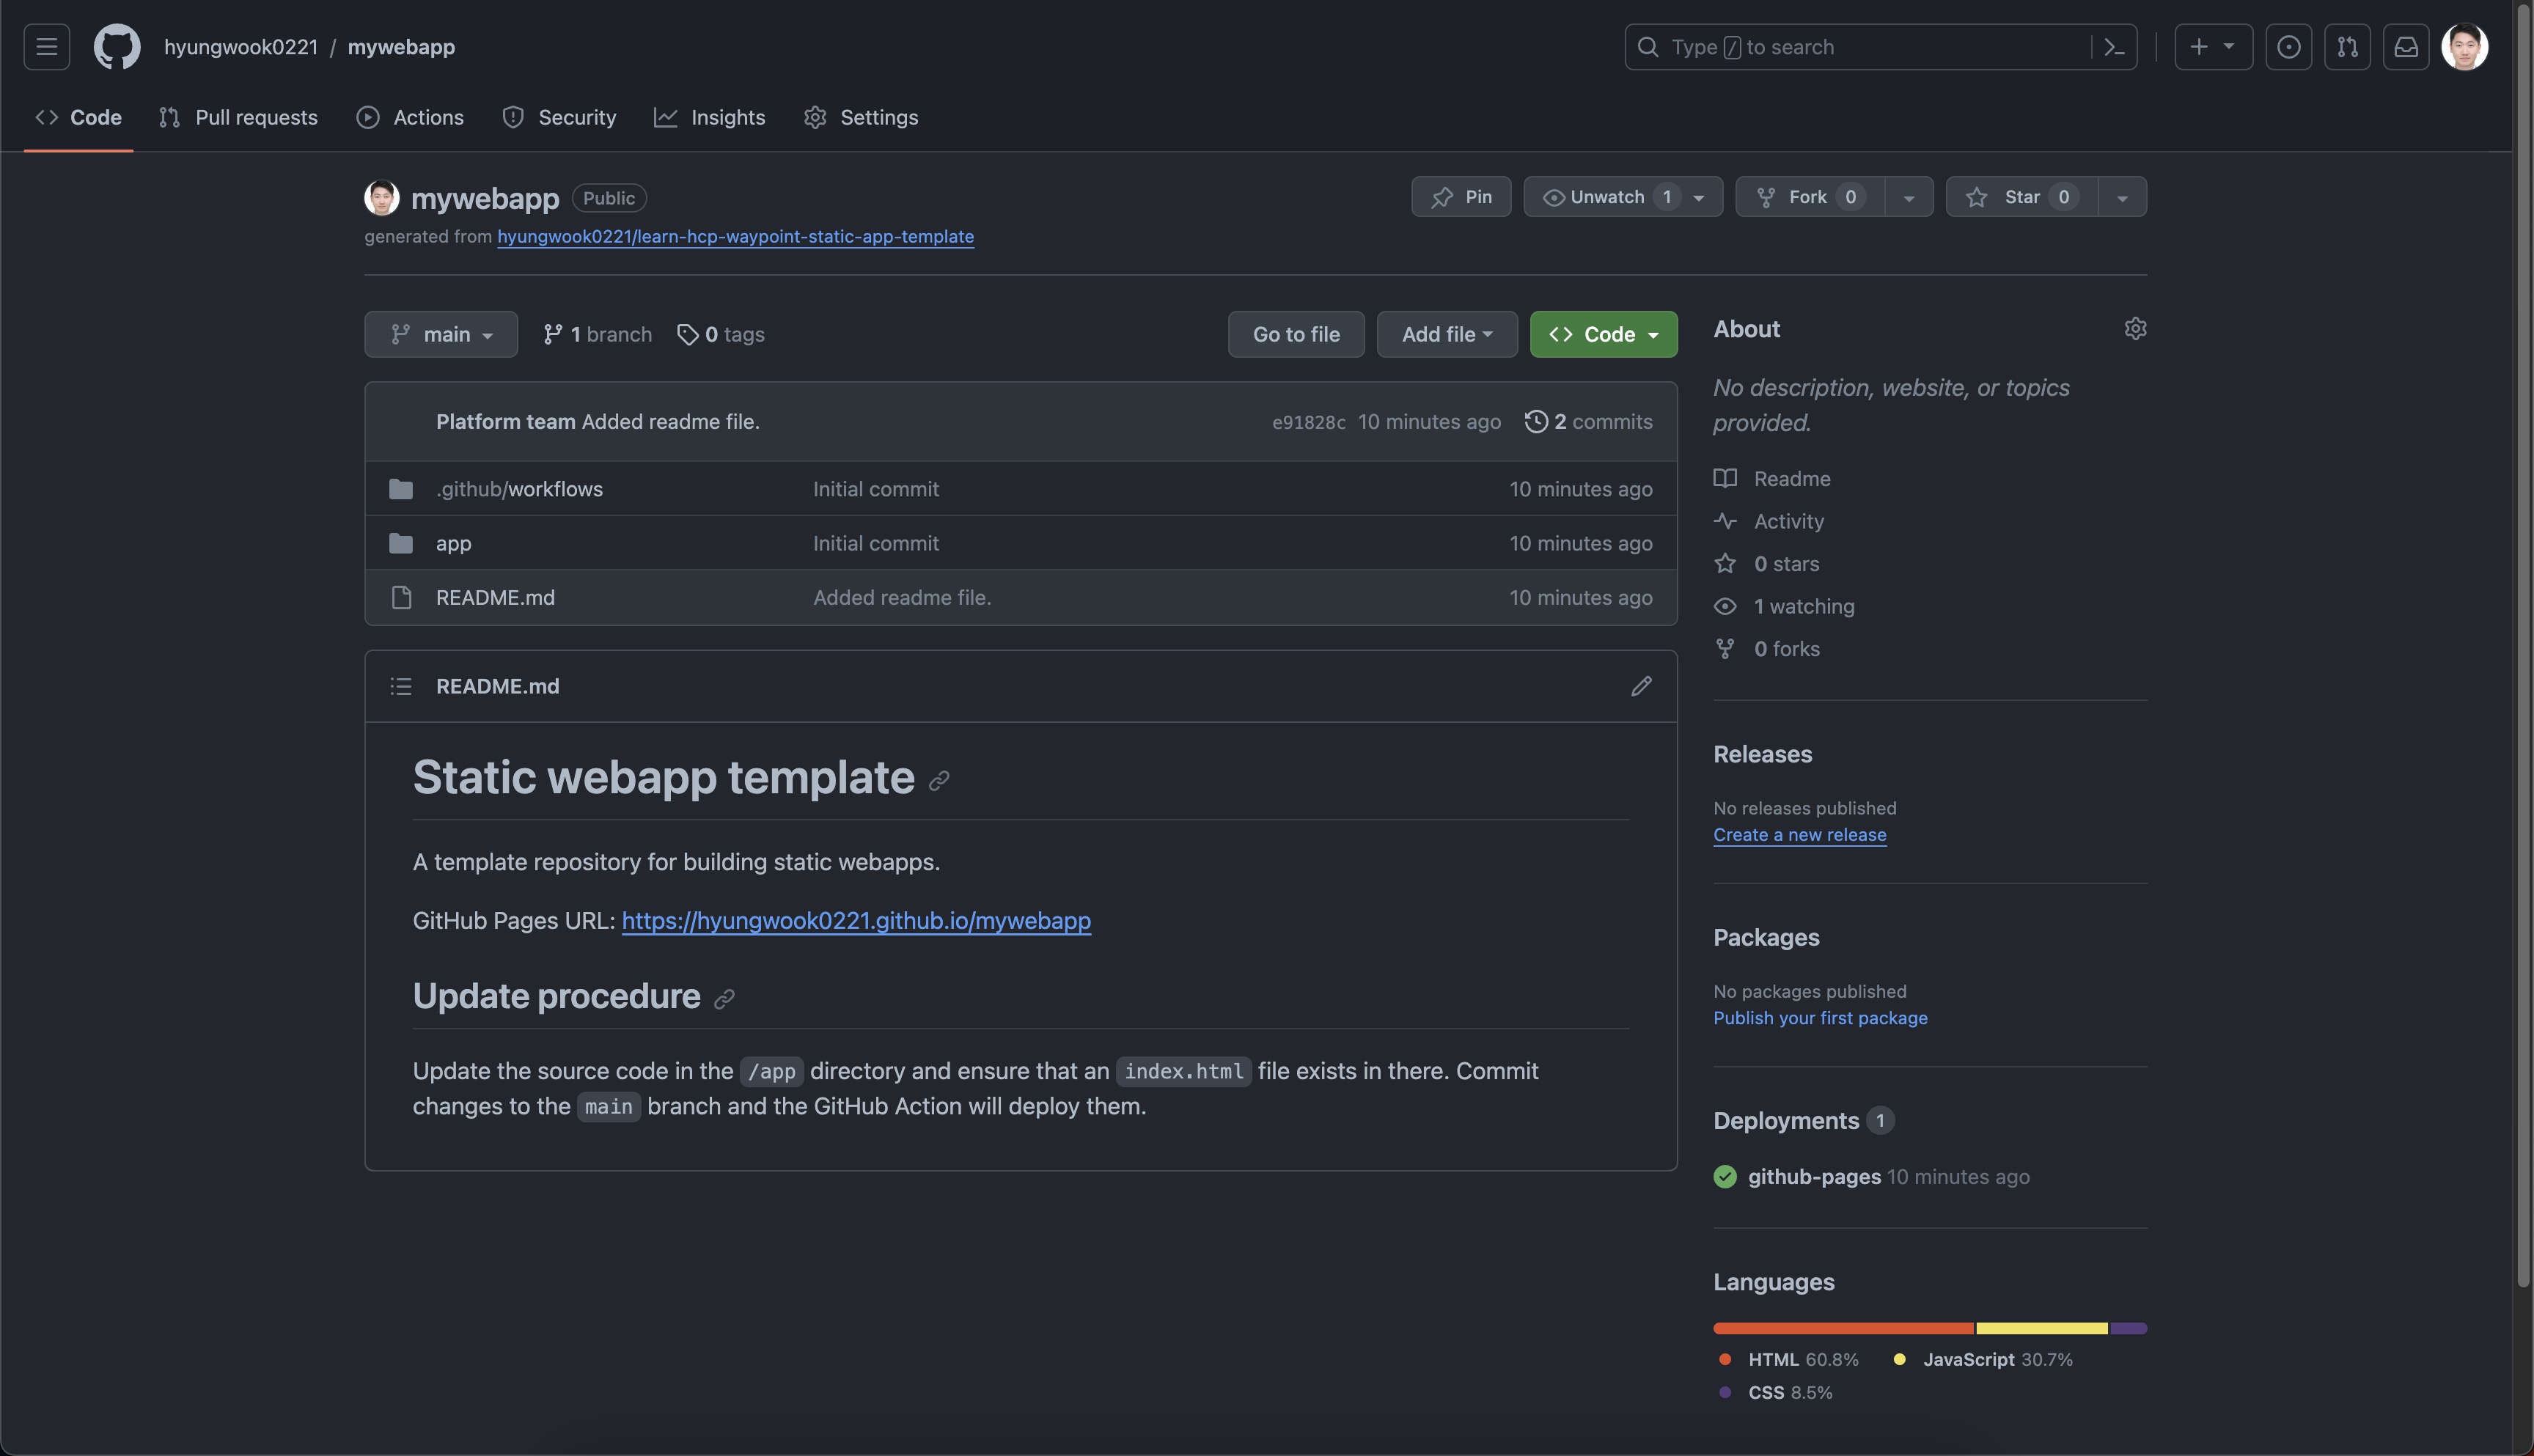 hyungwook0221 / mywebapp
Type / to search
Code Pull requests Actions Security Insights Settings
mywebapp Public
Pin Unwatch 1 Fork 0 Star 0
generated from hyungwook0221/learn-hcp-waypoint-static-app-template
main 1 branch 0 tags Go to file Add file Code
Platform team Added readme file. e91828c 10 minutes ago 2 commits
.github/workflows Initial commit 10 minutes ago
app Initial commit 10 minutes ago
README.md Added readme file. 10 minutes ago
README.md
Static webapp template
A template repository for building static webapps.
GitHub Pages URL: https://hyungwook0221.github.io/mywebapp
Update procedure
Update the source code in the /app directory and ensure that an index.html file exists in there. Commit
changes to the main branch and the GitHub Action will deploy them.
About
No description, website, or topics
provided.
Readme
Activity
0 stars
1 watching
0 forks
Releases
No releases published
Create a new release
Packages
No packages published
Publish your first package
Deployments 1
github-pages 10 minutes ago
Languages
HTML 60.8% JavaScript 30.7%
CSS 8.5%